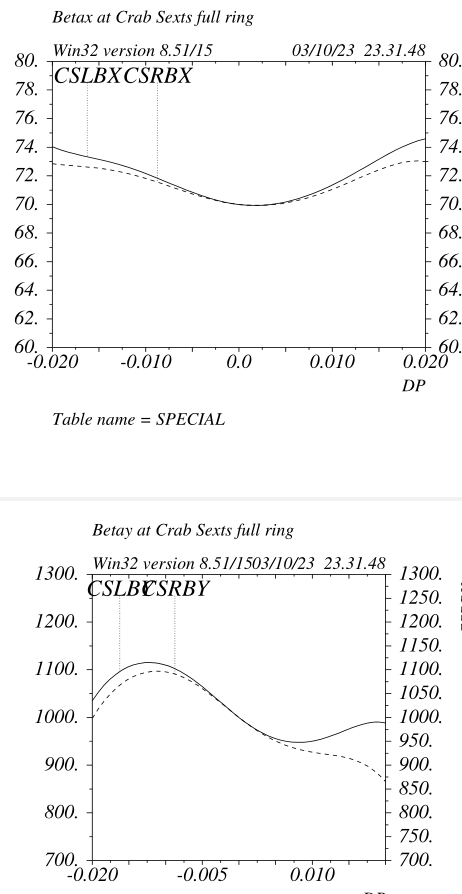 Betax at Crab Sexts full ring
Win32 version 8.51/15 03/10/23 23.31.48
80. 80.
CSLBX CSRBX
78. 78.
76. 76.
74. 74.
72. 72.
70. 70.
68. 68.
66. 66.
64. 64.
62. 62.
60. 60.
-0.020 -0.010 0.0 0.010 0.020
DP
Table name = SPECIAL
Betay at Crab Sexts full ring
Win32 version 8.51/15 03/10/23 23.31.48
1300. 1300.
CSLBY CSRBY
1250.
1200. 1200.
1150.
1100. 1100.
1050.
1000. 1000.
950.
900. 900.
850.
800. 800.
750.
700. 700.
-0.020 -0.005 0.010